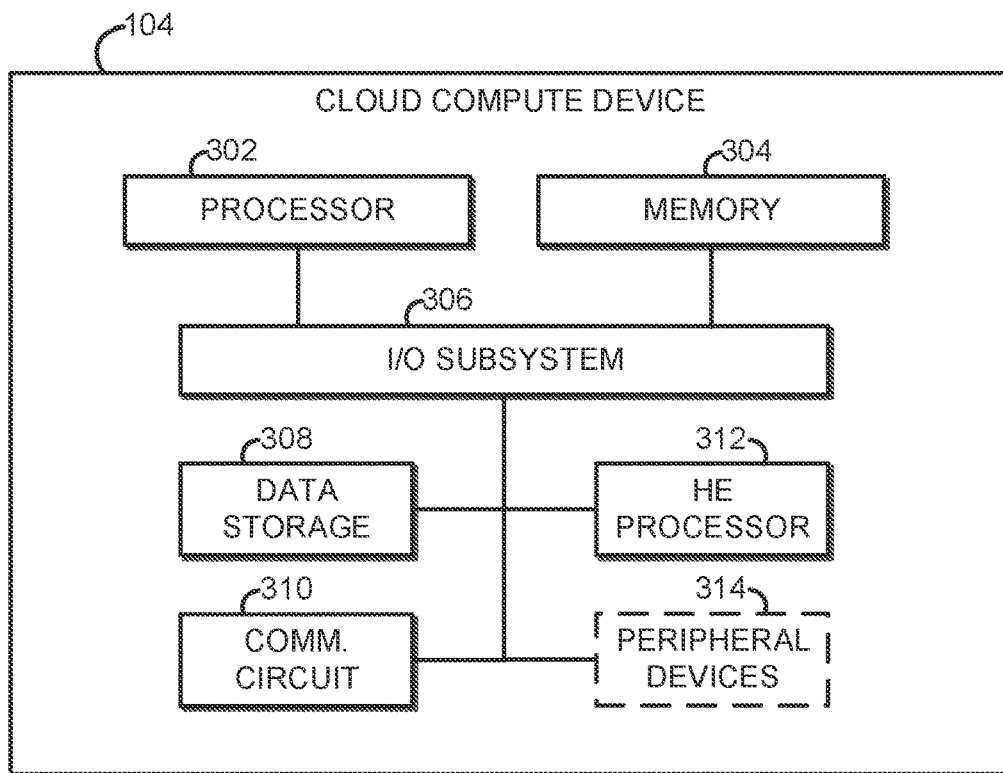 104
CLOUD COMPUTE DEVICE
302
304
PROCESSOR
MEMORY
306
I/O SUBSYSTEM
308
312
DATA
STORAGE
HE
PROCESSOR
310
314
COMM.
CIRCUIT
PERIPHERAL
DEVICES